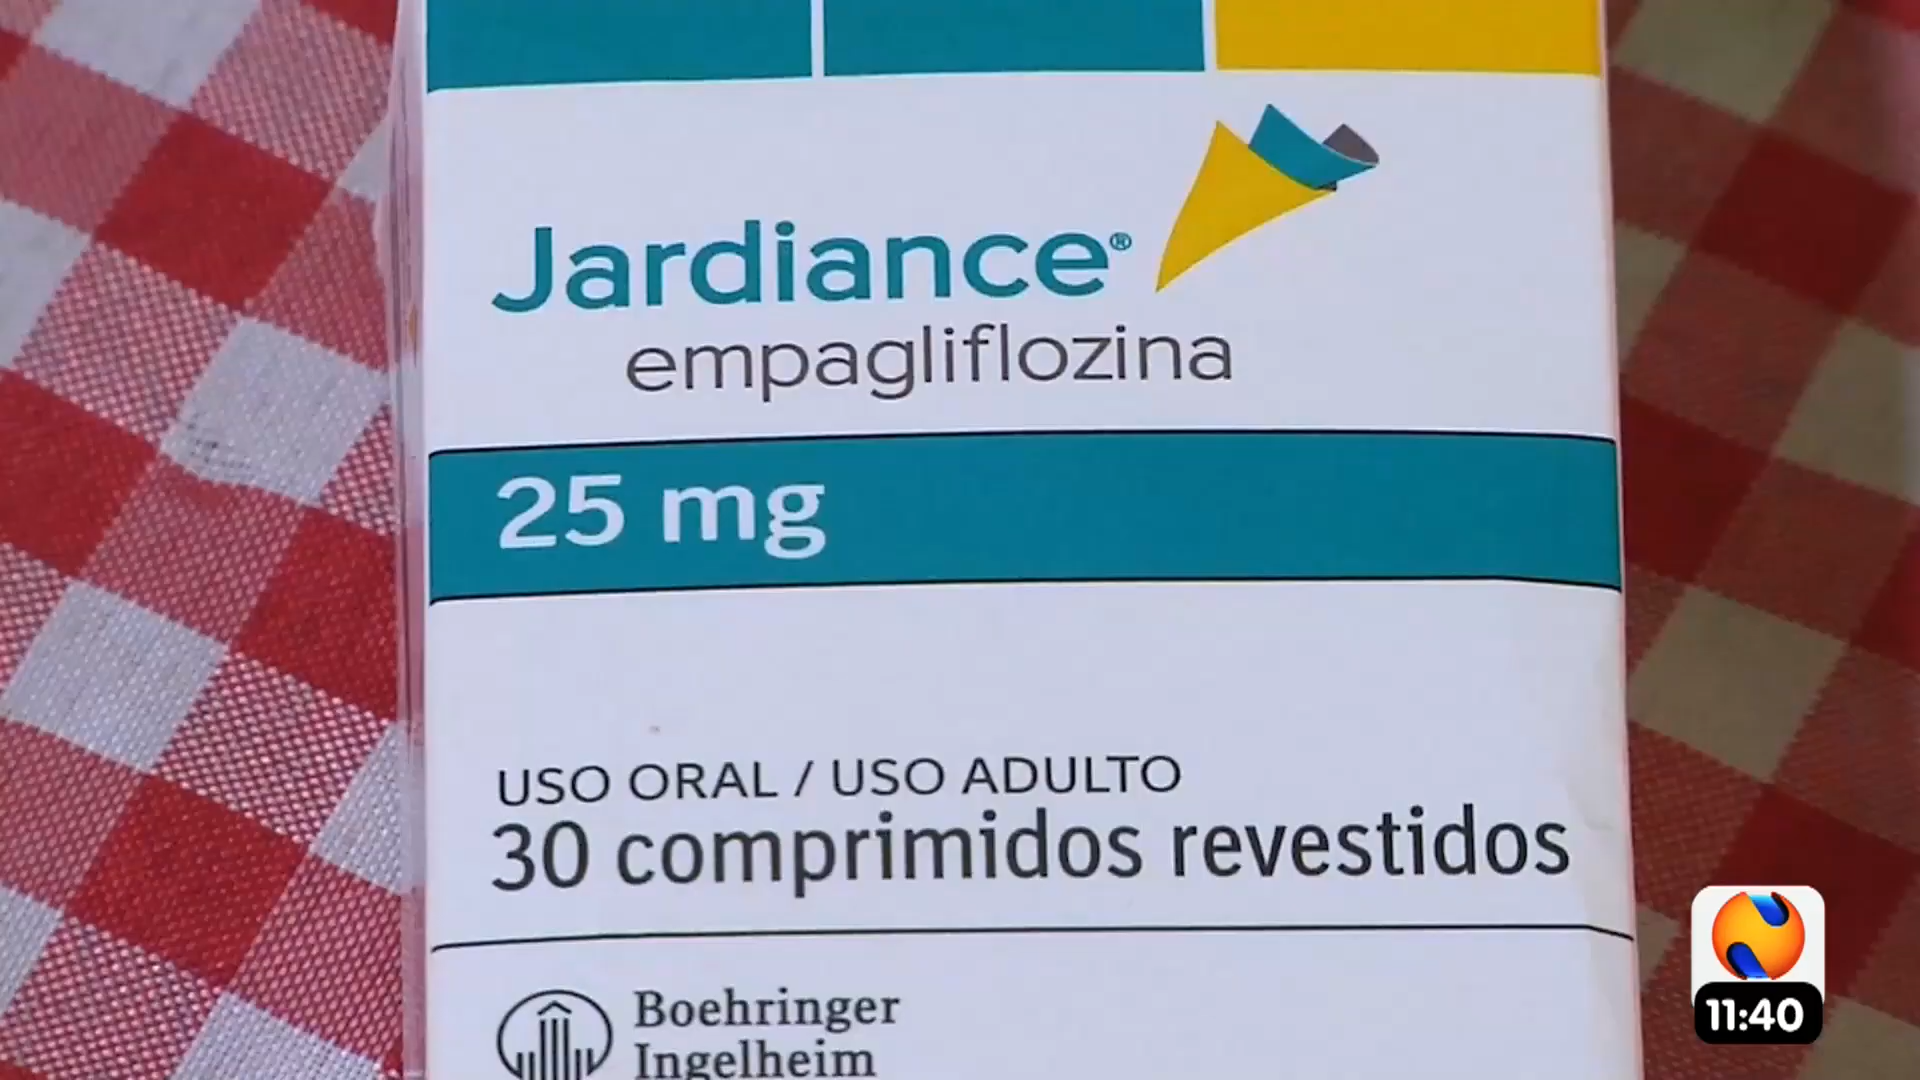 Jardiance®
empagliflozina
25 mg
USO ORAL / USO ADULTO
30 comprimidos revestidos
Boehringer
Ingelheim
11:40